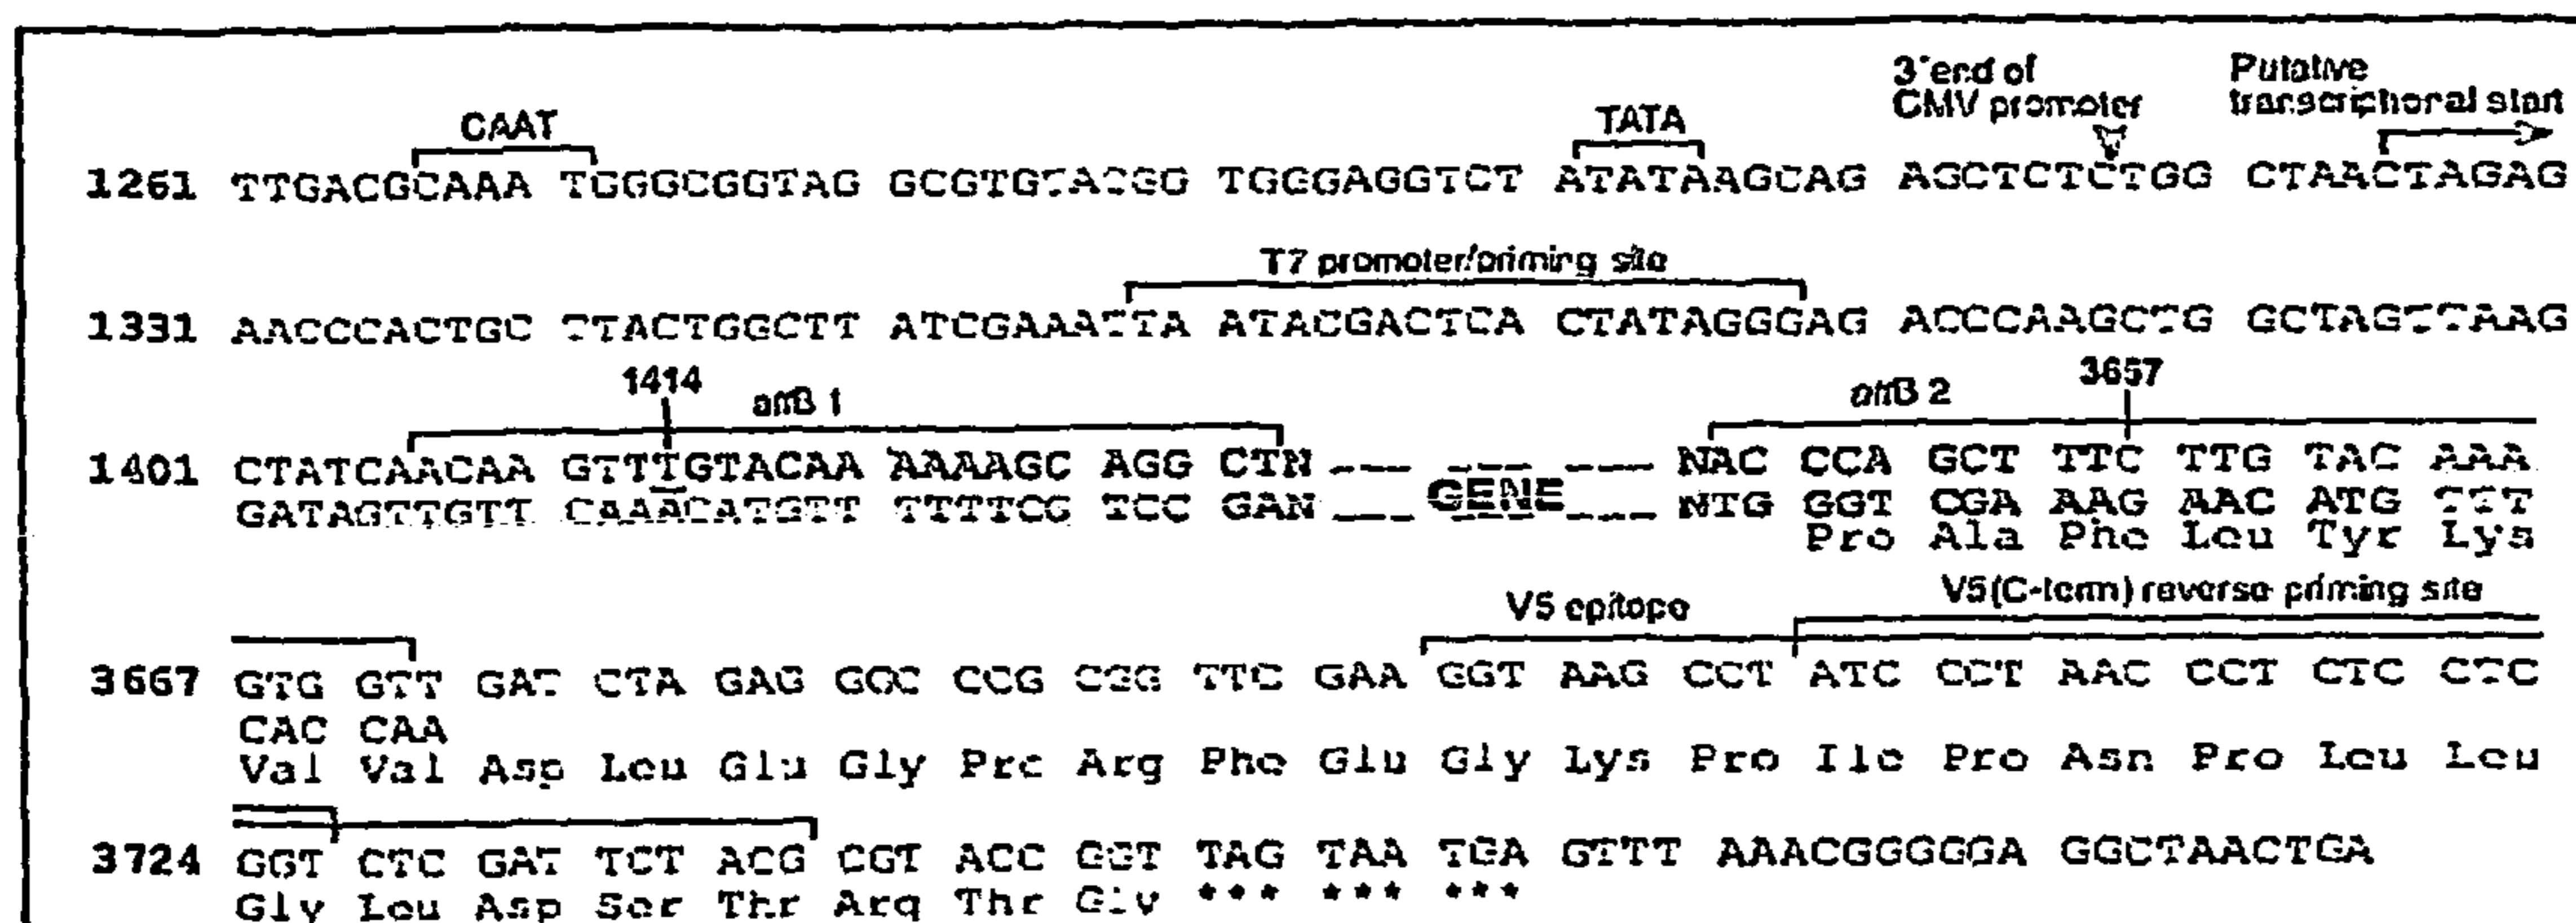 3'end of Putative
CMV promoter transcriptional start
CAAT TATA
1261 TTGACGCAAA TGGGCGGTAG GCGTGTACGG TGGGAGGTCT ATATAAGCAG AGCTCTCTGG CTAACTAGAG
T7 promoter/priming site
1331 AACCCACTGC TTACTGGCTT ATCGAAATTA ATACGACTCA CTATAGGGAG ACCCAAGCTG GCTAGTTAAG
1414 3657
attB 1 attB 2
1401 CTATCAACAA GTTTGTACAA AAAAGC AGG CTN --- --- --- NAC CCA GCT TTC TTG TAC AAA
GATAGTTGTT CAAACATGTT TTTTCG TCC GAN --- GENE --- NTG GGT CGA AAG AAC ATG TTT
Pro Ala Phe Leu Tyr Lys
V5 epitope V5(C-term) reverse priming site
3667 GTG GTT GAT CTA GAG GGC CCG CGG TTC GAA GGT AAG CCT ATC CCT AAC CCT CTC CTC
CAC CAA
Val Val Asp Leu Glu Gly Pro Arg Phe Glu Gly Lys Pro Ile Pro Asn Pro Leu Leu
3724 GGT CTC GAT TCT ACG CGT ACC GGT TAG TAA TGA GTTT AAACGGGGGA GGCTAACTGA
Gly Leu Asp Ser Thr Arg Thr Gly *** *** ***